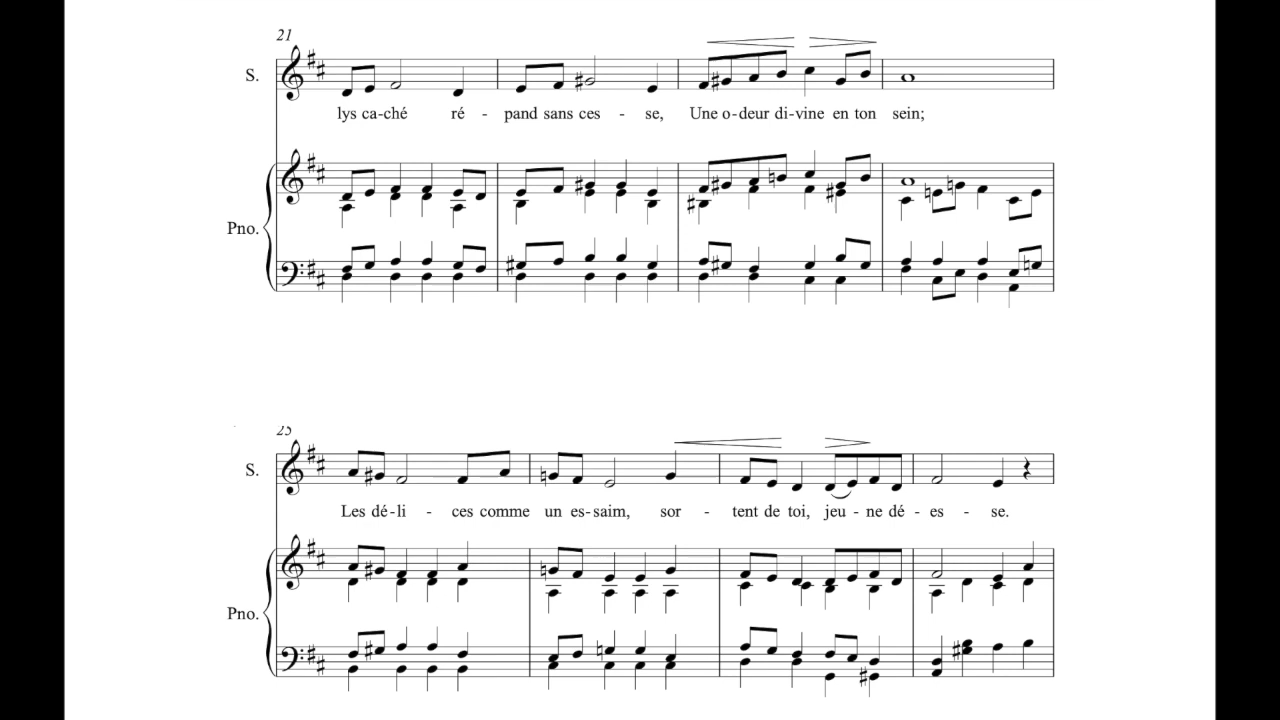 21
S.
lys ca-ché ré - pand sans ces - se, Une o-deur di-vine en ton sein;
Pno.
25
S.
Les dé-li - ces comme un es-saim, sor - tent de toi, jeu - ne dé - es - se.
Pno.